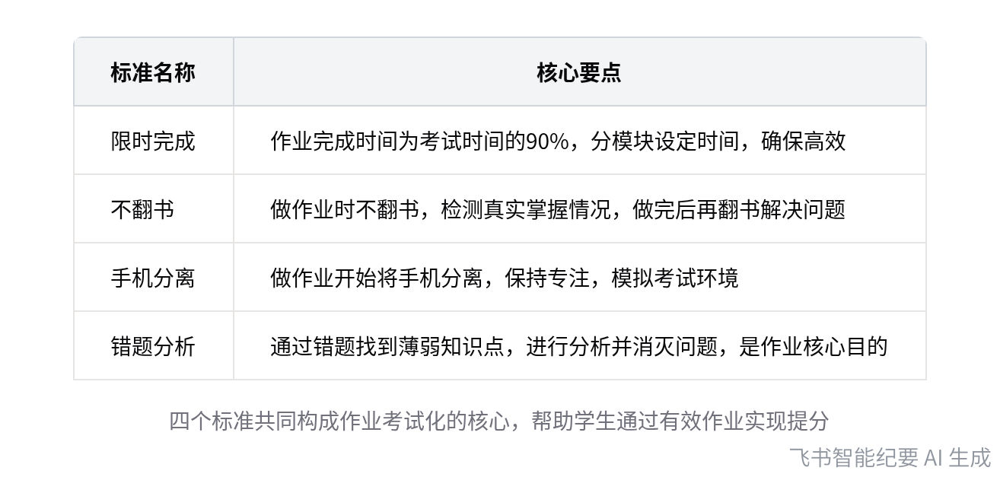 标准名称 核心要点
限时完成 作业完成时间为考试时间的90%，分模块设定时间，确保高效
不翻书 做作业时不翻书，检测真实掌握情况，做完后再翻书解决问题
手机分离 做作业开始将手机分离，保持专注，模拟考试环境
错题分析 通过错题找到薄弱知识点，进行分析并消灭问题，是作业核心目的
四个标准共同构成作业考试化的核心，帮助学生通过有效作业实现提分
飞书智能纪要 AI 生成